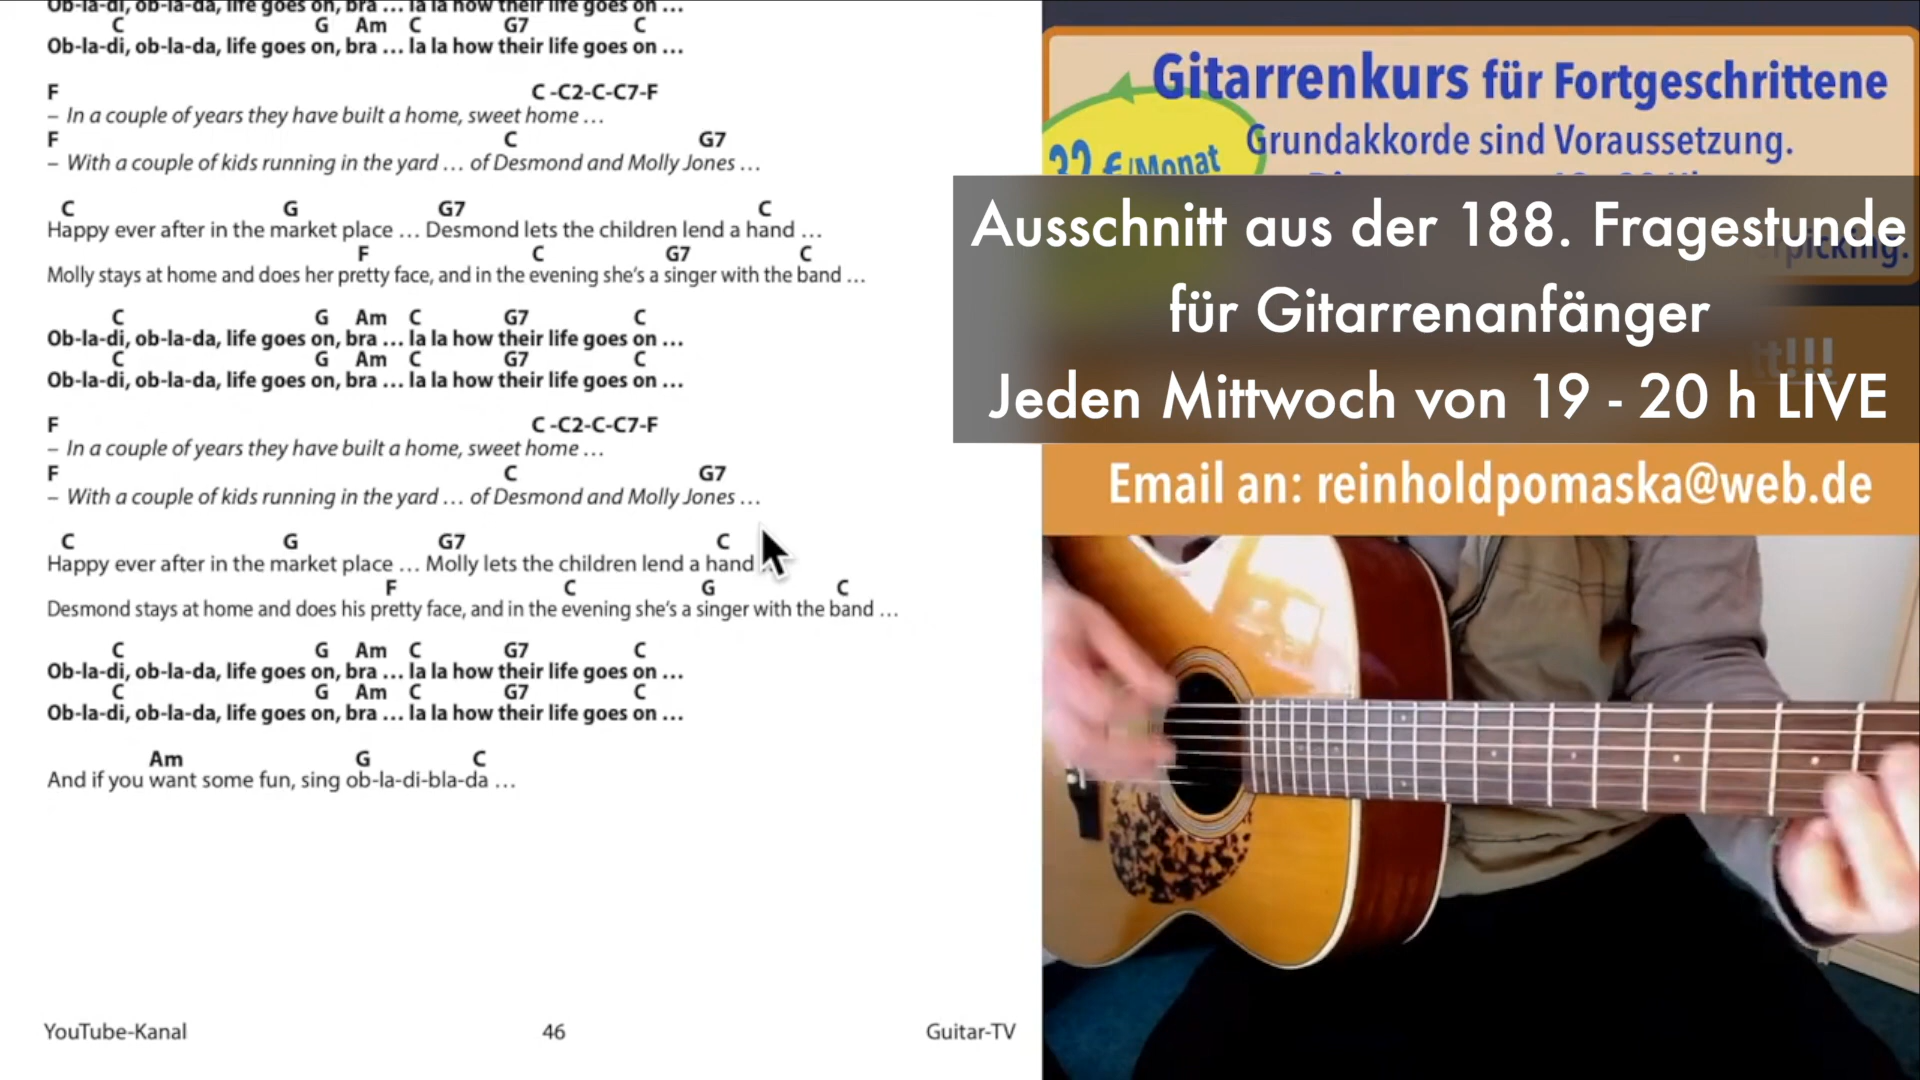 Ob-la-di, ob-la-da, life goes on, bra ... la la how their life goes on ...
C G Am C G7 C
Ob-la-di, ob-la-da, life goes on, bra ... la la how their life goes on ...
F C -C2-C-C7-F
– In a couple of years they have built a home, sweet home ...
F C G7
– With a couple of kids running in the yard ... of Desmond and Molly Jones ...
C G G7 C
Happy ever after in the market place ... Desmond lets the children lend a hand ...
F C G7 C
Molly stays at home and does her pretty face, and in the evening she's a singer with the band ...
C G Am C G7 C
Ob-la-di, ob-la-da, life goes on, bra ... la la how their life goes on ...
C G Am C G7 C
Ob-la-di, ob-la-da, life goes on, bra ... la la how their life goes on ...
F C -C2-C-C7-F
– In a couple of years they have built a home, sweet home ...
F C G7
– With a couple of kids running in the yard ... of Desmond and Molly Jones ...
C G G7 C
Happy ever after in the market place ... Molly lets the children lend a hand
F C G C
Desmond stays at home and does his pretty face, and in the evening she's a singer with the band ...
C G Am C G7 C
Ob-la-di, ob-la-da, life goes on, bra ... la la how their life goes on ...
C G Am C G7 C
Ob-la-di, ob-la-da, life goes on, bra ... la la how their life goes on ...
Am G C
And if you want some fun, sing ob-la-di-bla-da ...
YouTube-Kanal 46 Guitar-TV
Gitarrenkurs für Fortgeschrittene
Grundakkorde sind Voraussetzung.
32 €/Monat
Ausschnitt aus der 188. Fragestunde
für Gitarrenanfänger
Jeden Mittwoch von 19 - 20 h LIVE
Email an: reinholdpomaska@web.de